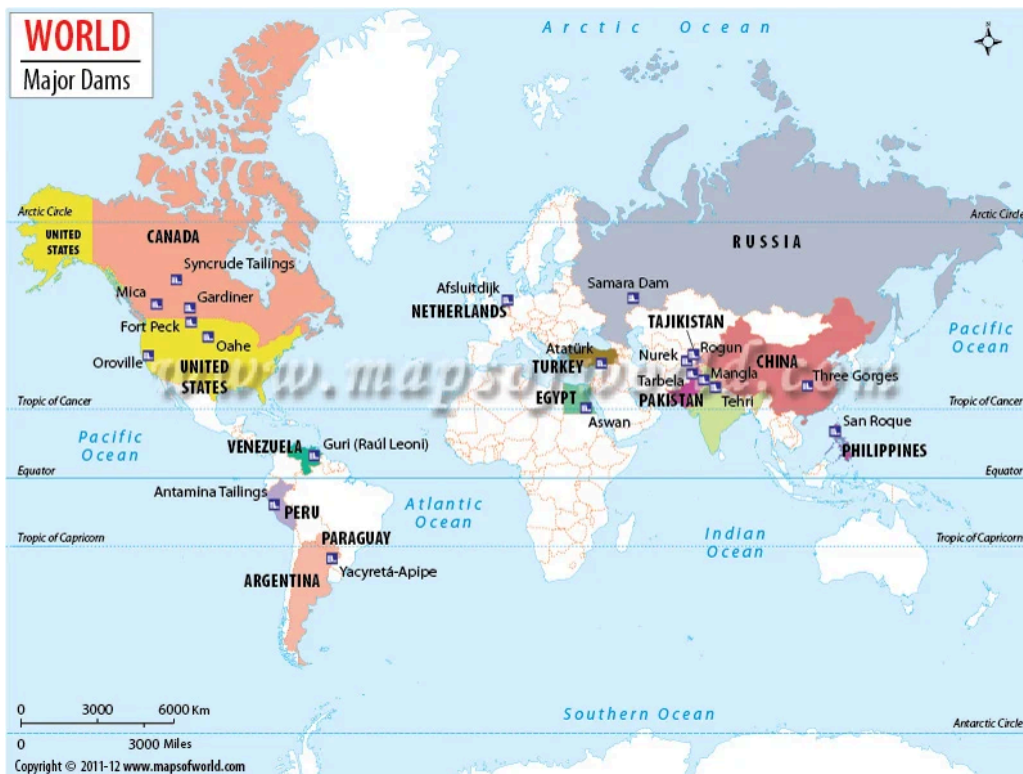 WORLD
Major Dams
Arctic Ocean
N
Arctic Circle
Arctic Circle
UNITED
STATES
CANADA
RUSSIA
Syncrude Tailings
Mica
Gardiner
Fort Peck
Oahe
Oroville
UNITED
STATES
Afsluitdijk
NETHERLANDS
Samara Dam
TAJIKISTAN
Rogun
Nurek
Atatürk
TURKEY
CHINA
Mangla
Three Gorges
Tarbela
PAKISTAN
Tehri
EGYPT
Aswan
Pacific
Ocean
www.mapsofworld.com
Tropic of Cancer
Tropic of Cancer
San Roque
PHILIPPINES
Pacific
Ocean
VENEZUELA
Guri (Raúl Leoni)
Equator
Equator
Antamina Tailings
PERU
Atlantic
Ocean
Indian
Ocean
Tropic of Capricorn
Tropic of Capricorn
PARAGUAY
Yacyretá-Apipe
ARGENTINA
0 3000 6000 Km
0 3000 Miles
Southern Ocean
Antarctic Circle
Copyright © 2011-12 www.mapsofworld.com